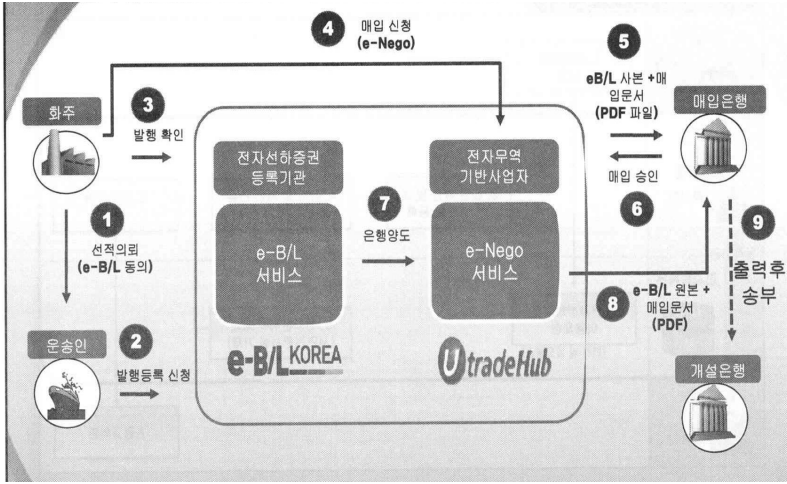 4
매입 신청
(e-Nego)
5
eB/L 사본 +매
입문서
(PDF 파일)
화주
3
발행 확인
매입은행
전자선하증권
등록기관
전자무역
기반사업자
매입 승인
1
선적의뢰
(e-B/L 동의)
e-B/L
서비스
7
은행양도
e-Nego
서비스
6
9
출력후
송부
8
e-B/L 원본 +
매입문서
(PDF)
운송인
2
발행등록 신청
e-B/L KOREA
UtradeHub
개설은행